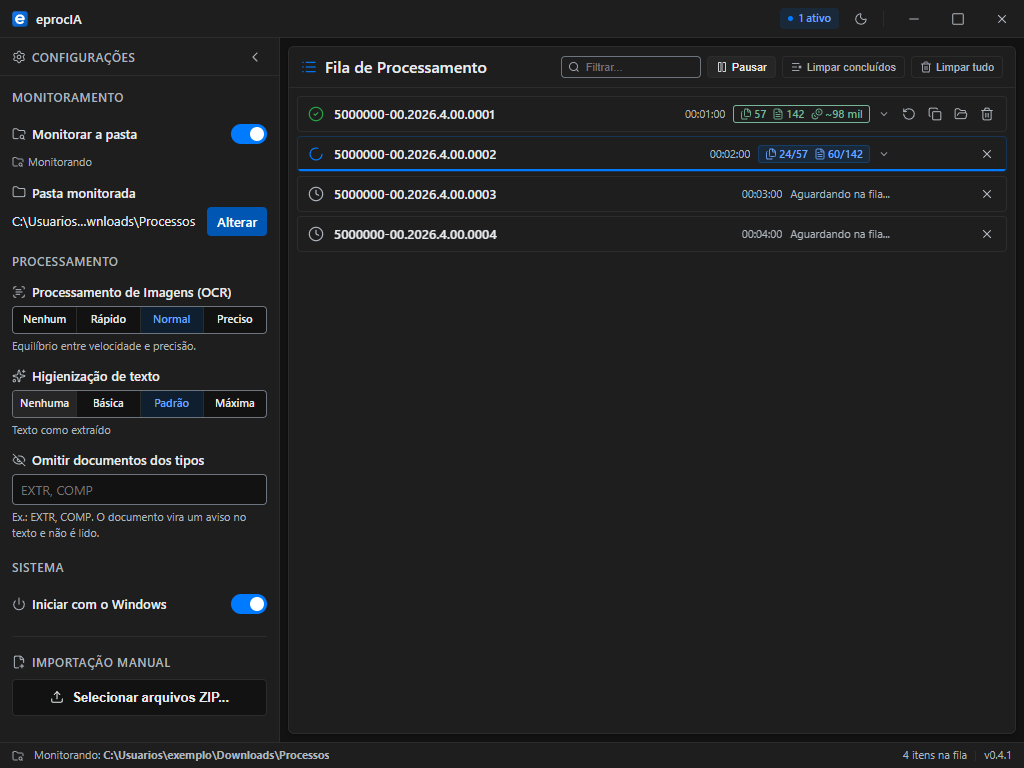 eprocIA
1 ativo
CONFIGURAÇÕES
MONITORAMENTO
Monitorar a pasta
Monitorando
Pasta monitorada
C:\Usuarios...wnloads\Processos
Alterar
PROCESSAMENTO
Processamento de Imagens (OCR)
Nenhum Rápido Normal Preciso
Equilíbrio entre velocidade e precisão.
Higienização de texto
Nenhuma Básica Padrão Máxima
Texto como extraído
Omitir documentos dos tipos
EXTR, COMP
Ex.: EXTR, COMP. O documento vira um aviso no
texto e não é lido.
SISTEMA
Iniciar com o Windows
IMPORTAÇÃO MANUAL
Selecionar arquivos ZIP...
Fila de Processamento
Filtrar...
Pausar
Limpar concluídos
Limpar tudo
5000000-00.2026.4.00.0001 00:01:00 57 142 ~98 mil
5000000-00.2026.4.00.0002 00:02:00 24/57 60/142
5000000-00.2026.4.00.0003 00:03:00 Aguardando na fila...
5000000-00.2026.4.00.0004 00:04:00 Aguardando na fila...
Monitorando: C:\Usuarios\exemplo\Downloads\Processos
4 itens na fila
v0.4.1